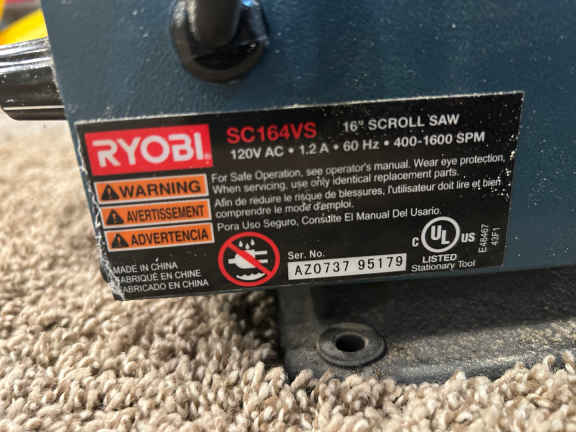 RYOBI
SC164VS 16" SCROLL SAW
120V AC • 1.2 A • 60 Hz • 400-1600 SPM
WARNING
AVERTISSEMENT
ADVERTENCIA
For Safe Operation, see operator's manual. Wear eye protection,
When servicing, use only identical replacement parts.
Afin de reduire le risque de blessures, l'utilisateur doit lire et bien
comprendre le mode d'emploi.
Pora Uso Seguro, Consulte El Manual Del Usario.
MADE IN CHINA
FABRIQUÉ EN CHINE
FABRICADO EN CHINA
Ser. No.
AZ0737 95179
C UL US
LISTED
Stationary Tool
E46467
43F1